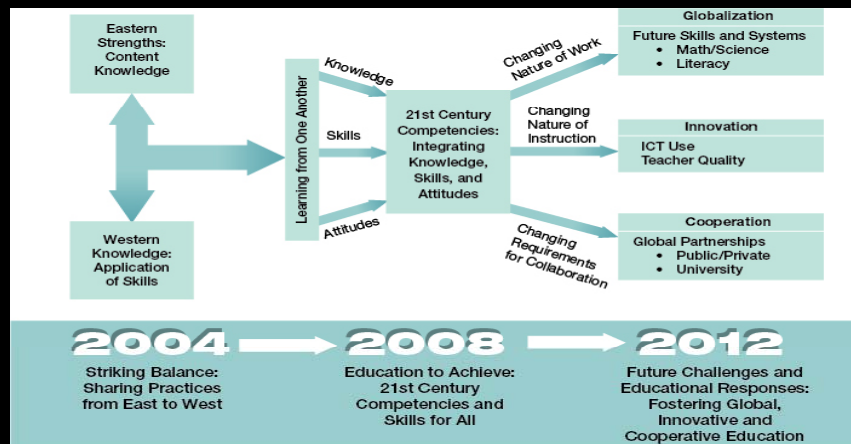 Eastern
Strengths:
Content
Knowledge
Western
Knowledge:
Application
of Skills
Learning from One Another
Knowledge
Skills
Attitudes
21st Century
Competencies:
Integrating
Knowledge,
Skills, and
Attitudes
Changing
Nature of Work
Changing
Nature of
Instruction
Changing
Requirements
for Collaboration
Globalization
Future Skills and Systems
• Math/Science
• Literacy
Innovation
ICT Use
Teacher Quality
Cooperation
Global Partnerships
• Public/Private
• University
2004
Striking Balance:
Sharing Practices
from East to West
2008
Education to Achieve:
21st Century
Competencies and
Skills for All
2012
Future Challenges and
Educational Responses:
Fostering Global,
Innovative and
Cooperative Education